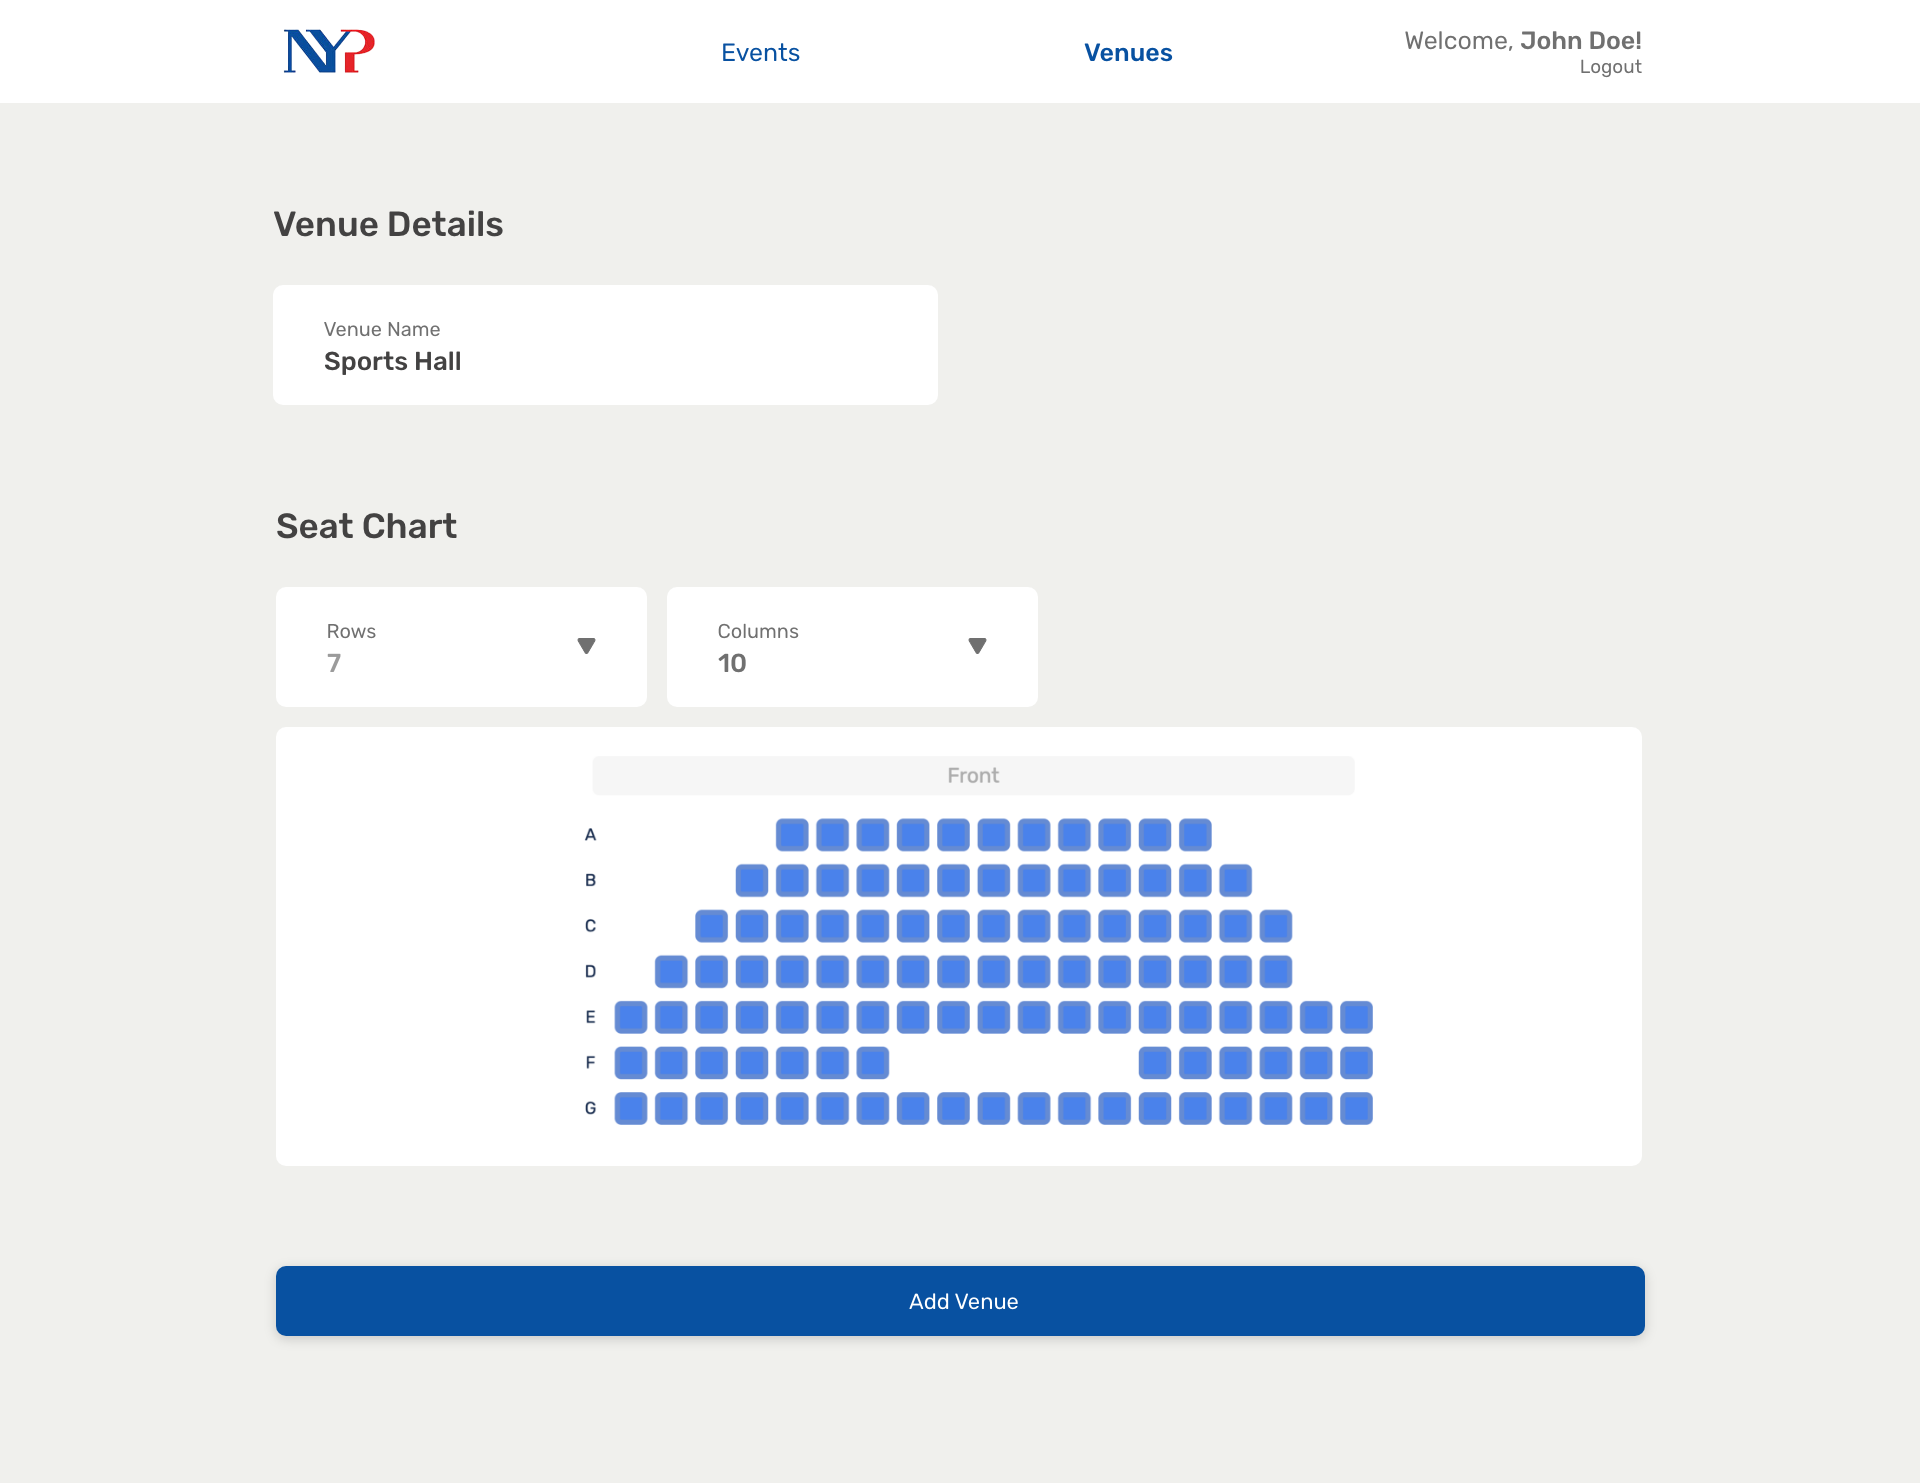 NYP
Events
Venues
Welcome, John Doe!
Logout
Venue Details
Venue Name
Sports Hall
Seat Chart
Rows
7
Columns
10
Front
A
B
C
D
E
F
G
Add Venue